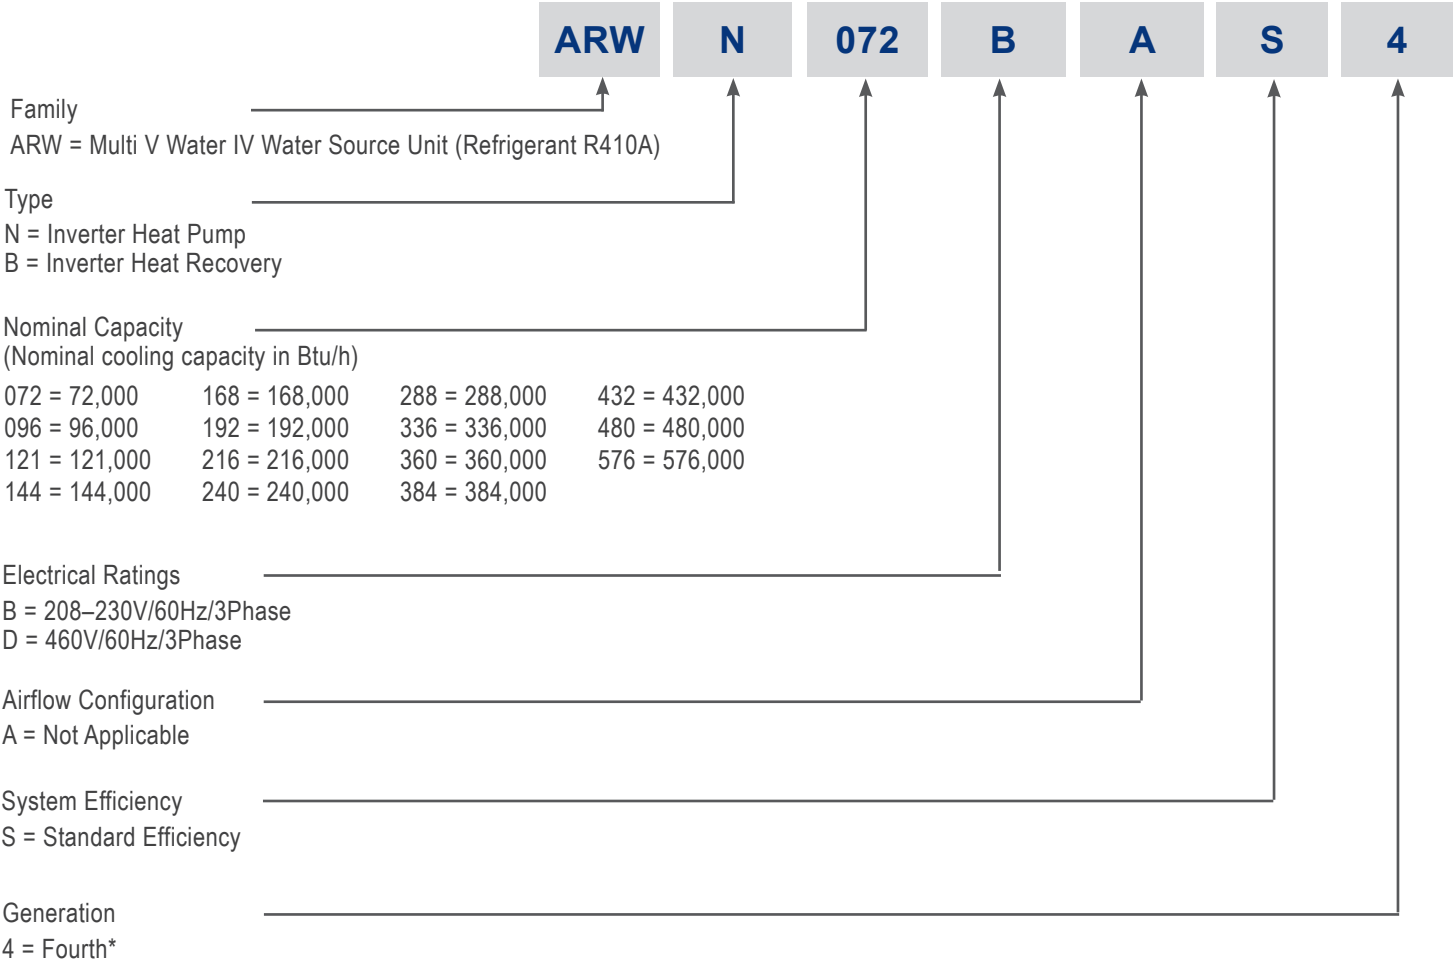 ARW N 072 B A S 4
Family
ARW = Multi V Water IV Water Source Unit (Refrigerant R410A)
Type
N = Inverter Heat Pump
B = Inverter Heat Recovery
Nominal Capacity
(Nominal cooling capacity in Btu/h)
072 = 72,000 168 = 168,000 288 = 288,000 432 = 432,000
096 = 96,000 192 = 192,000 336 = 336,000 480 = 480,000
121 = 121,000 216 = 216,000 360 = 360,000 576 = 576,000
144 = 144,000 240 = 240,000 384 = 384,000
Electrical Ratings
B = 208–230V/60Hz/3Phase
D = 460V/60Hz/3Phase
Airflow Configuration
A = Not Applicable
System Efficiency
S = Standard Efficiency
Generation
4 = Fourth*